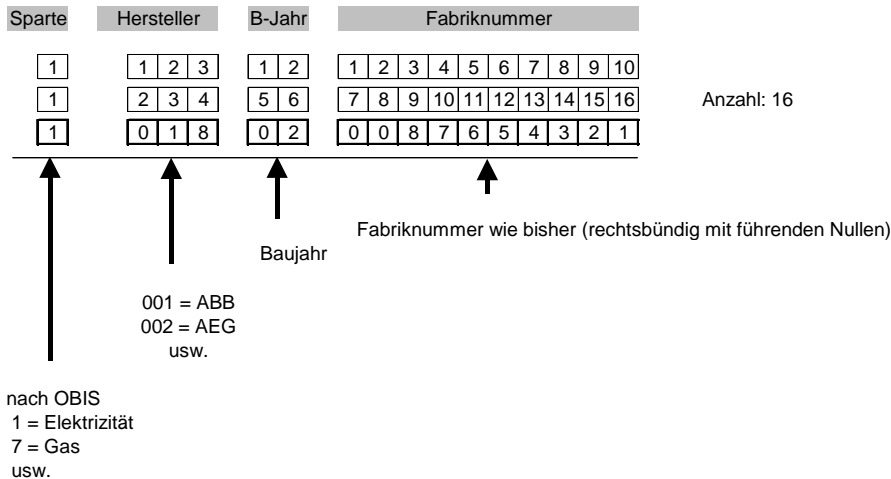 Sparte Hersteller B-Jahr Fabriknummer
1 1 2 3 1 2 1 2 3 4 5 6 7 8 9 10
1 2 3 4 5 6 7 8 9 10 11 12 13 14 15 16 Anzahl: 16
1 0 1 8 0 2 0 0 8 7 6 5 4 3 2 1
Fabriknummer wie bisher (rechtsbündig mit führenden Nullen)
Baujahr
001 = ABB
002 = AEG
usw.
nach OBIS
1 = Elektrizität
7 = Gas
usw.